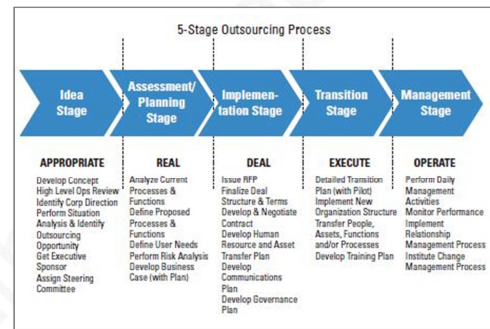 5-Stage Outsourcing Process
Idea
Stage
Assessment/
Planning
Stage
Implemen-
tation Stage
Transition
Stage
Management
Stage
APPROPRIATE
Develop Concept
High Level Ops Review
Identify Corp Direction
Perform Situation
Analysis & Identify
Outsourcing
Opportunity
Get Executive
Sponsor
Assign Steering
Committee
REAL
Analyze Current
Processes &
Functions
Define Proposed
Processes &
Functions
Define User Needs
Perform Risk Analysis
Develop Business
Case (with Plan)
DEAL
Issue RFP
Finalize Deal
Structure & Terms
Develop & Negotiate
Contract
Develop Human
Resource and Asset
Transfer Plan
Develop
Communications
Plan
Develop Governance
Plan
EXECUTE
Detailed Transition
Plan (with Pilot)
Implement New
Organization Structure
Transfer People,
Assets, Functions
and/or Processes
Develop Training Plan
OPERATE
Perform Daily
Management
Activities
Monitor Performance
Implement
Relationship
Management Process
Institute Change
Management Process